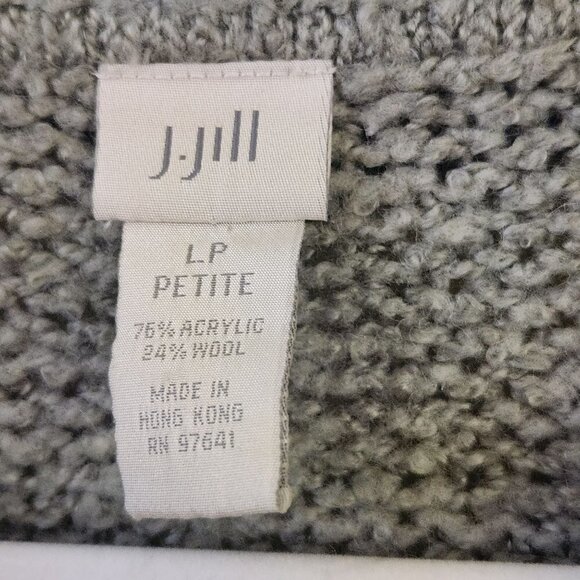 J.Jill
LP
PETITE
76% ACRYLIC
24% WOOL
MADE IN
HONG KONG
RN 97641